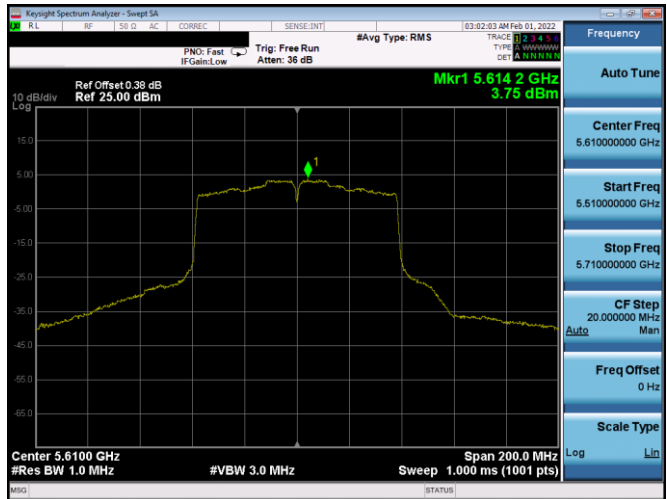 Keysight Spectrum Analyzer - Swept SA
RL RF 50 Ω AC CORREC SENSE:INT 03:02:03 AM Feb 01, 2022
#Avg Type: RMS TRACE 1 2 3 4 5 6
PNO: Fast Trig: Free Run TYPE A WWWWW
IFGain:Low Atten: 36 dB DET A N N N N N
Mkr1 5.614 2 GHz
Ref Offset 0.38 dB
10 dB/div Ref 25.00 dBm 3.75 dBm
Log
15.0
5.00
1
-5.00
-15.0
-25.0
-35.0
-45.0
-55.0
-65.0
Center 5.6100 GHz Span 200.0 MHz
#Res BW 1.0 MHz #VBW 3.0 MHz Sweep 1.000 ms (1001 pts)
MSG STATUS
Frequency
Auto Tune
Center Freq
5.610000000 GHz
Start Freq
5.510000000 GHz
Stop Freq
5.710000000 GHz
CF Step
20.000000 MHz
Auto Man
Freq Offset
0 Hz
Scale Type
Log Lin